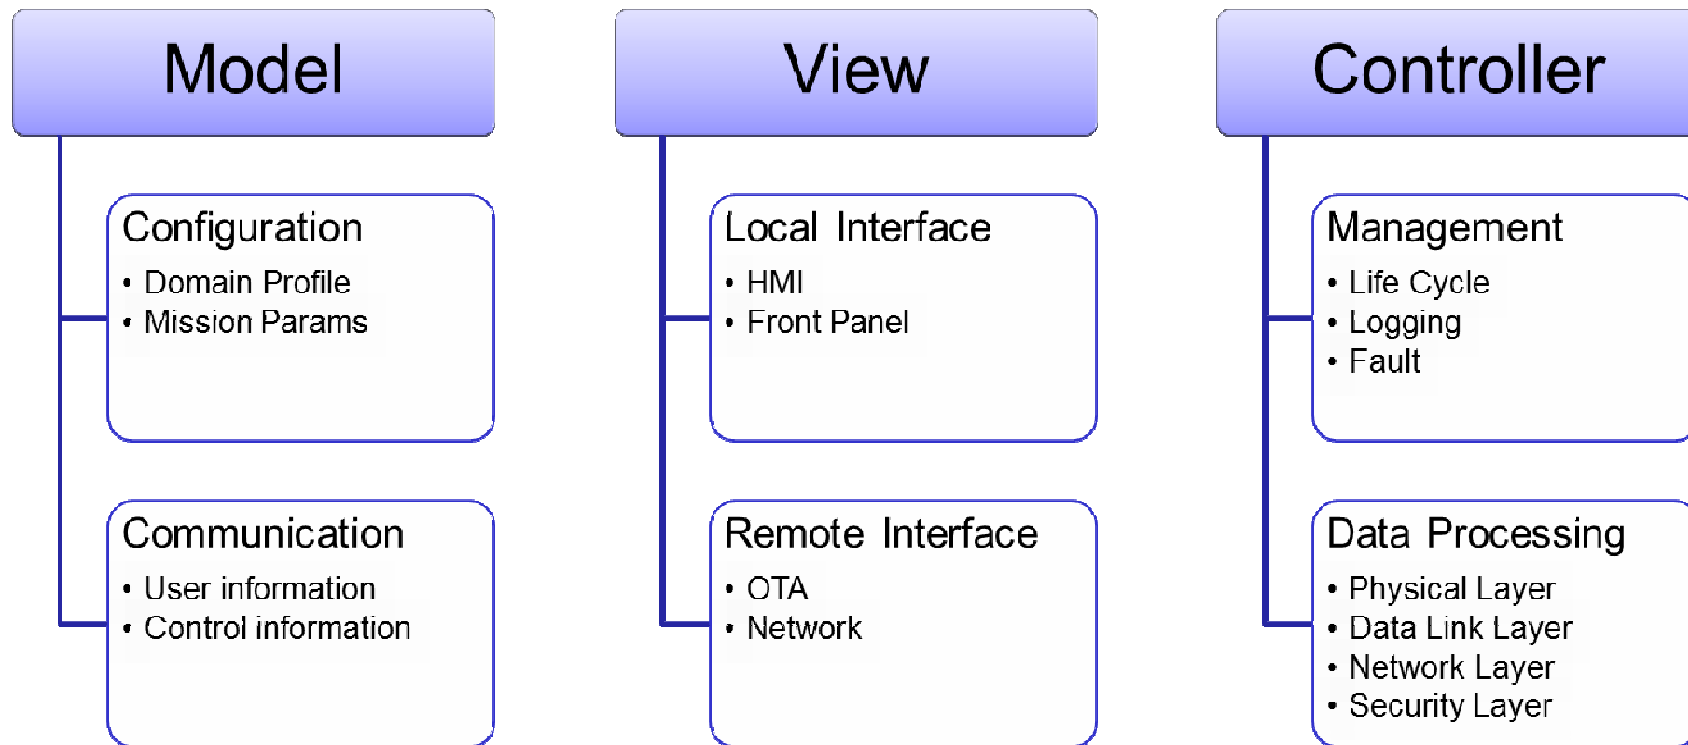 Model
Configuration
• Domain Profile
• Mission Params
Communication
• User information
• Control information
View
Local Interface
• HMI
• Front Panel
Remote Interface
• OTA
• Network
Controller
Management
• Life Cycle
• Logging
• Fault
Data Processing
• Physical Layer
• Data Link Layer
• Network Layer
• Security Layer